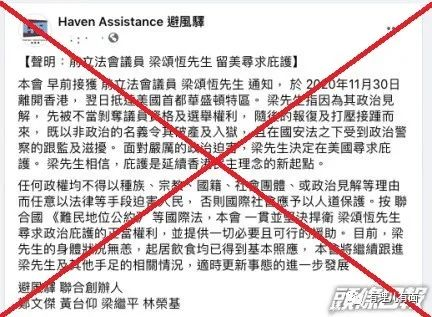 Haven Assistance 避風驛
【聲明：前立法會議員 梁頌恆先生 留美尋求庇護】
本會 早前接獲 前立法會議員 梁頌恆先生 通知， 於 2020年11月30日
離開香港， 翌日抵達美國首都華盛頓特區。 梁先生指因為其政治見
解， 先被不當剝奪議員資格及選舉權利， 隨後的報復及打壓接踵而
來， 既以非政治的名義令其破產及入獄， 且在國安法之下受到政治警
察的跟監及滋擾。 面對嚴厲的政治迫害， 梁先生決定在美國尋求庇
護。 梁先生相信，庇護是延續香港民主理念的新起點。
任何政權均不得以種族、宗教、國籍、社會團體、或政治見解等理由
而任意以法律等手段迫害人民， 否則國際社會應予以人道保護。按 聯
合國 《難民地位公約》 等國際法，本會 一貫並堅決捍衛 梁頌恆先生
尋求政治庇護的正當權利，並提供一切必要且可行的援助。 目前，梁
先生的身體狀況無恙，起居飲食均已得到基本照應， 本會將繼續跟進
梁先生及其他手足的相關情況，適時更新事態的進一步發展
避風驛 聯合創辦人
鄭文傑 黃台仰 梁繼平 林榮基